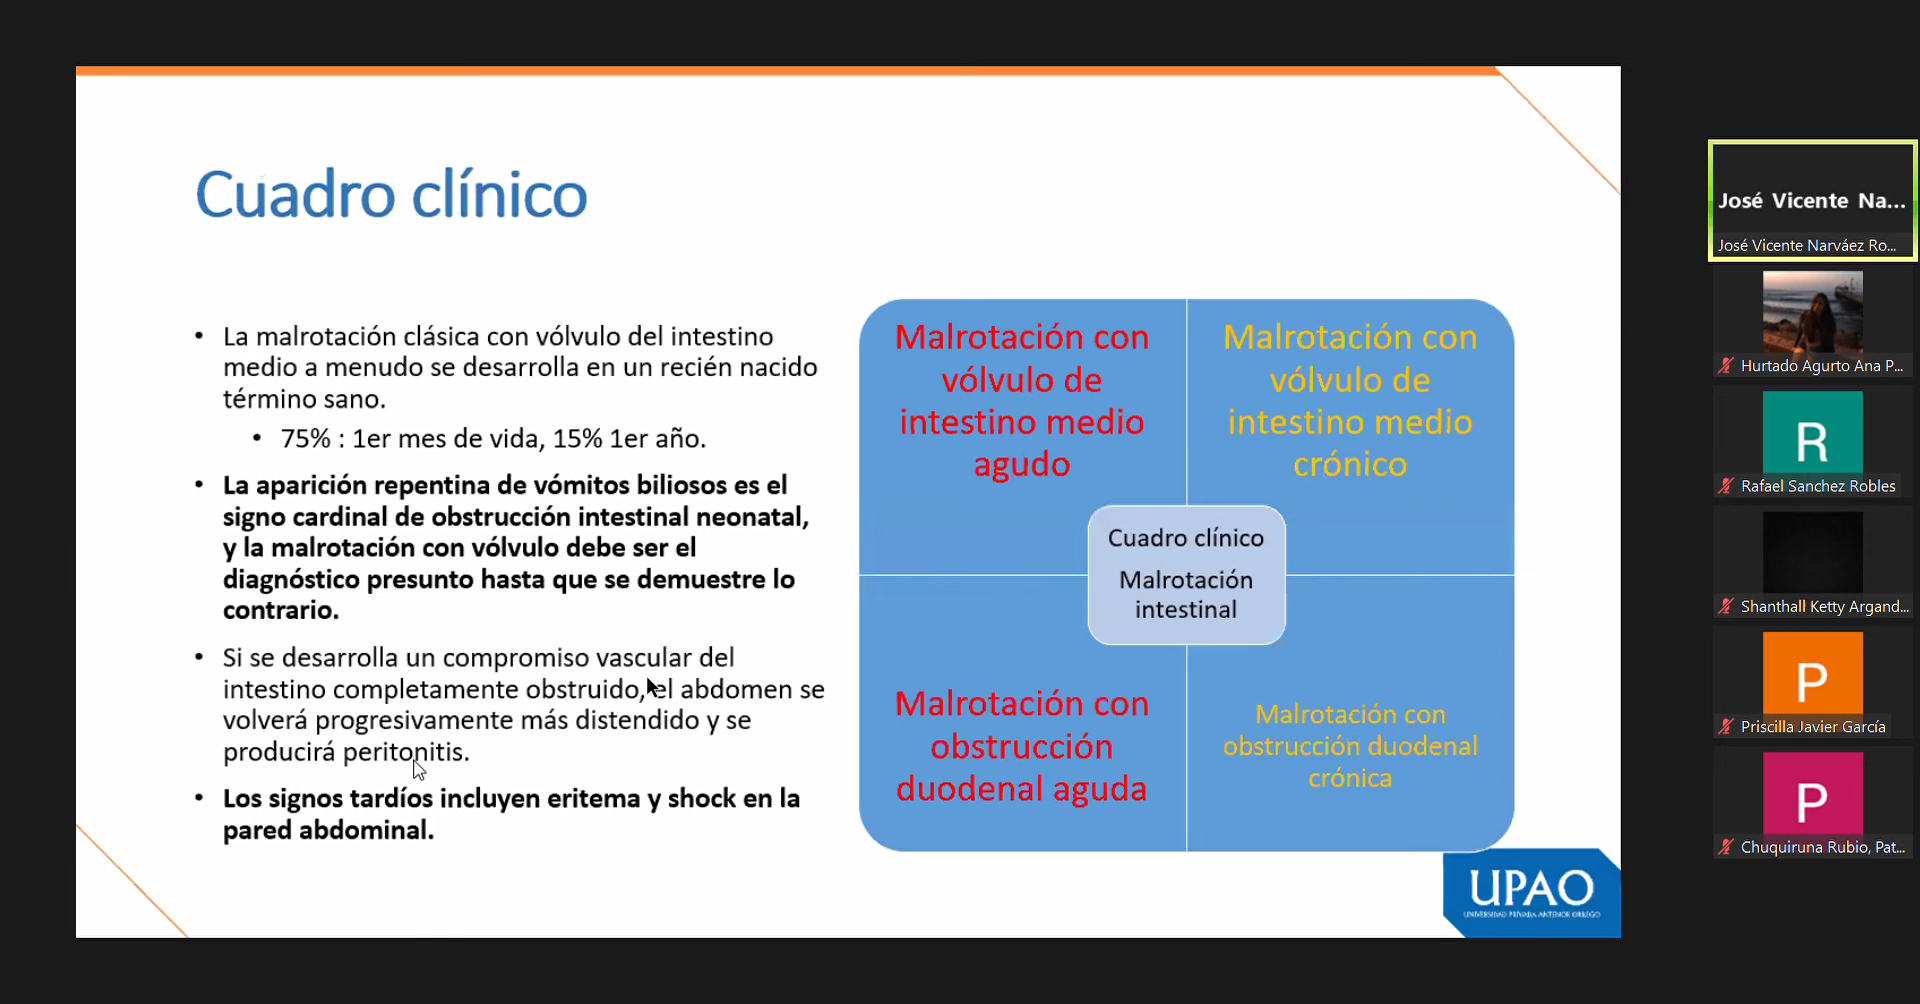 Cuadro clínico
• La malrotación clásica con vólvulo del intestino
medio a menudo se desarrolla en un recién nacido
término sano.
• 75% : 1er mes de vida, 15% 1er año.
• La aparición repentina de vómitos biliosos es el
signo cardinal de obstrucción intestinal neonatal,
y la malrotación con vólvulo debe ser el
diagnóstico presunto hasta que se demuestre lo
contrario.
• Si se desarrolla un compromiso vascular del
intestino completamente obstruido, el abdomen se
volverá progresivamente más distendido y se
producirá peritonitis.
• Los signos tardíos incluyen eritema y shock en la
pared abdominal.
Malrotación con
vólvulo de
intestino medio
agudo
Malrotación con
vólvulo de
intestino medio
crónico
Cuadro clínico
Malrotación
intestinal
Malrotación con
obstrucción
duodenal aguda
Malrotación con
obstrucción duodenal
crónica
UPAO
UNIVERSIDAD PRIVADA ANTENOR ORREGO
José Vicente Na...
José Vicente Narváez Ro...
Hurtado Agurto Ana P...
R
Rafael Sanchez Robles
Shanthall Ketty Argand...
P
Priscilla Javier García
P
Chuquiruna Rubio, Pat...